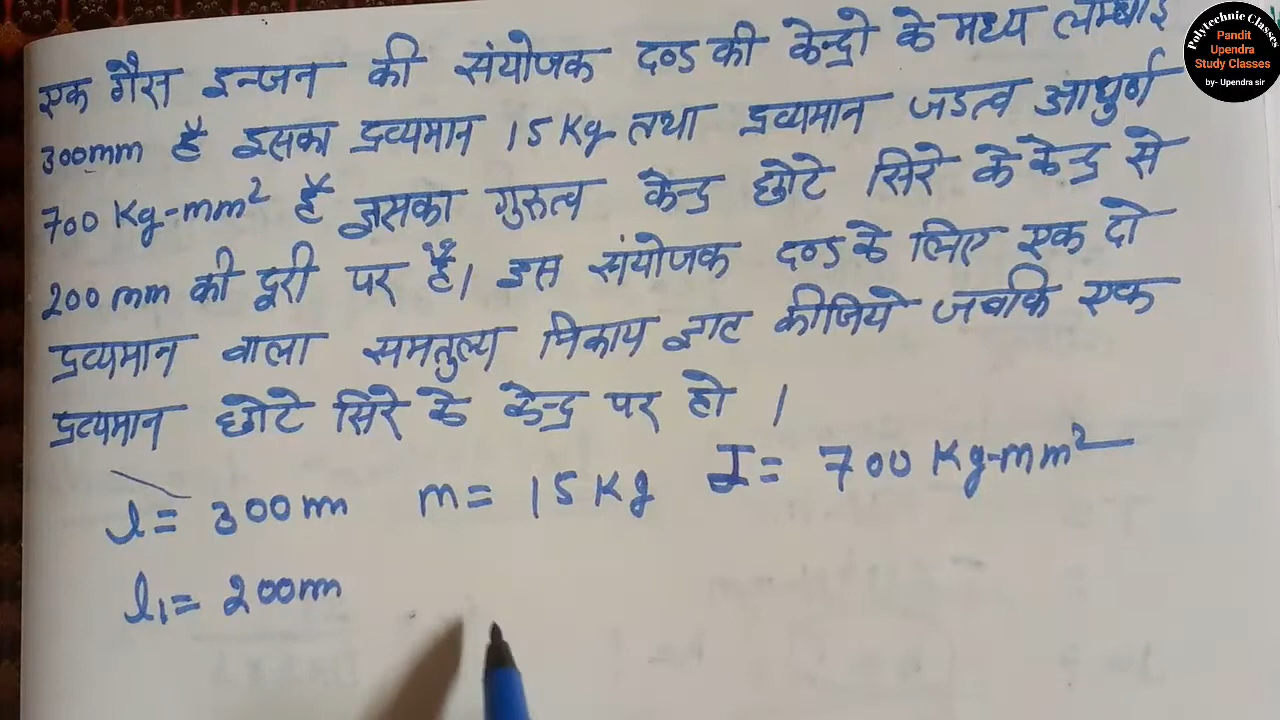 एक गैस इन्जन की संयोजक दण्ड की केन्द्रो के मध्य लम्बाई
300mm है इसका द्रव्यमान 15 Kg तथा द्रव्यमान जडत्व आघुर्ण
700 Kg-mm² है इसका गुरुत्व केन्द्र छोटे सिरे के केन्द्र से
200 mm की दूरी पर है। इस संयोजक दण्ड के लिए एक दो
द्रव्यमान वाला समतुल्य निकाय ज्ञात कीजिये जबकि एक
द्रव्यमान छोटे सिरे के केन्द्र पर हो ।
l = 300mm m = 15 Kg I = 700 Kg-mm²
l₁ = 200mm
Polytechnic Classes
Pandit
Upendra
Study Classes
by- Upendra sir